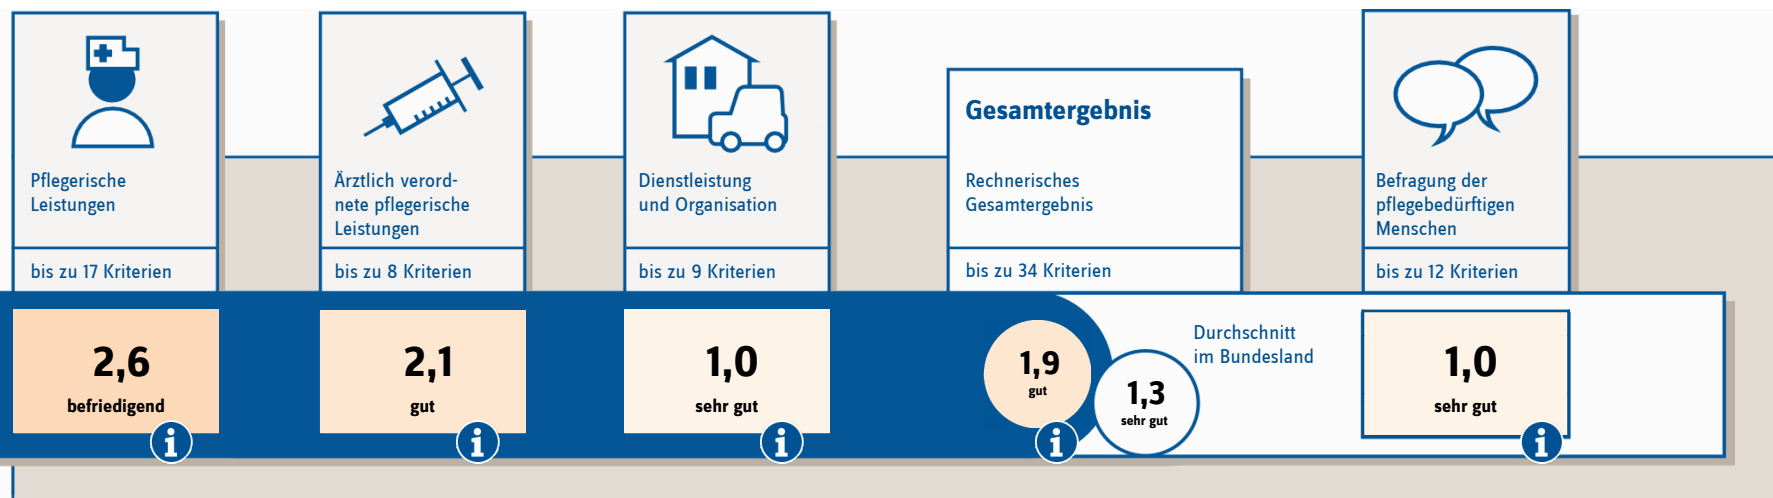 Pflegerische
Leistungen
bis zu 17 Kriterien
2,6
befriedigend
i
Ärztlich verord-
nete pflegerische
Leistungen
bis zu 8 Kriterien
2,1
gut
i
Dienstleistung
und Organisation
bis zu 9 Kriterien
1,0
sehr gut
i
Gesamtergebnis
Rechnerisches
Gesamtergebnis
bis zu 34 Kriterien
1,9
gut
i
1,3
sehr gut
Durchschnitt
im Bundesland
Befragung der
pflegebedürftigen
Menschen
bis zu 12 Kriterien
1,0
sehr gut
i